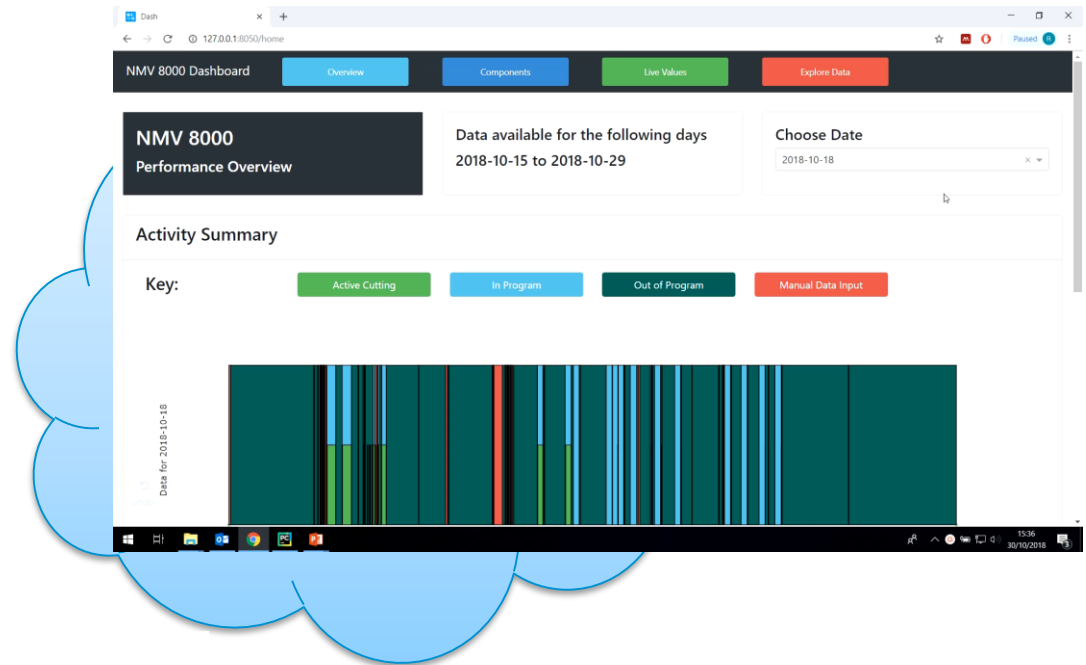 Dash
127.0.0.1:8050/home
Paused R
NMV 8000 Dashboard
Overview
Components
Live Values
Explore Data
NMV 8000
Performance Overview
Data available for the following days
2018-10-15 to 2018-10-29
Choose Date
2018-10-18
Activity Summary
Key:
Active Cutting
In Program
Out of Program
Manual Data Input
Data for 2018-10-18
15:36
30/10/2018